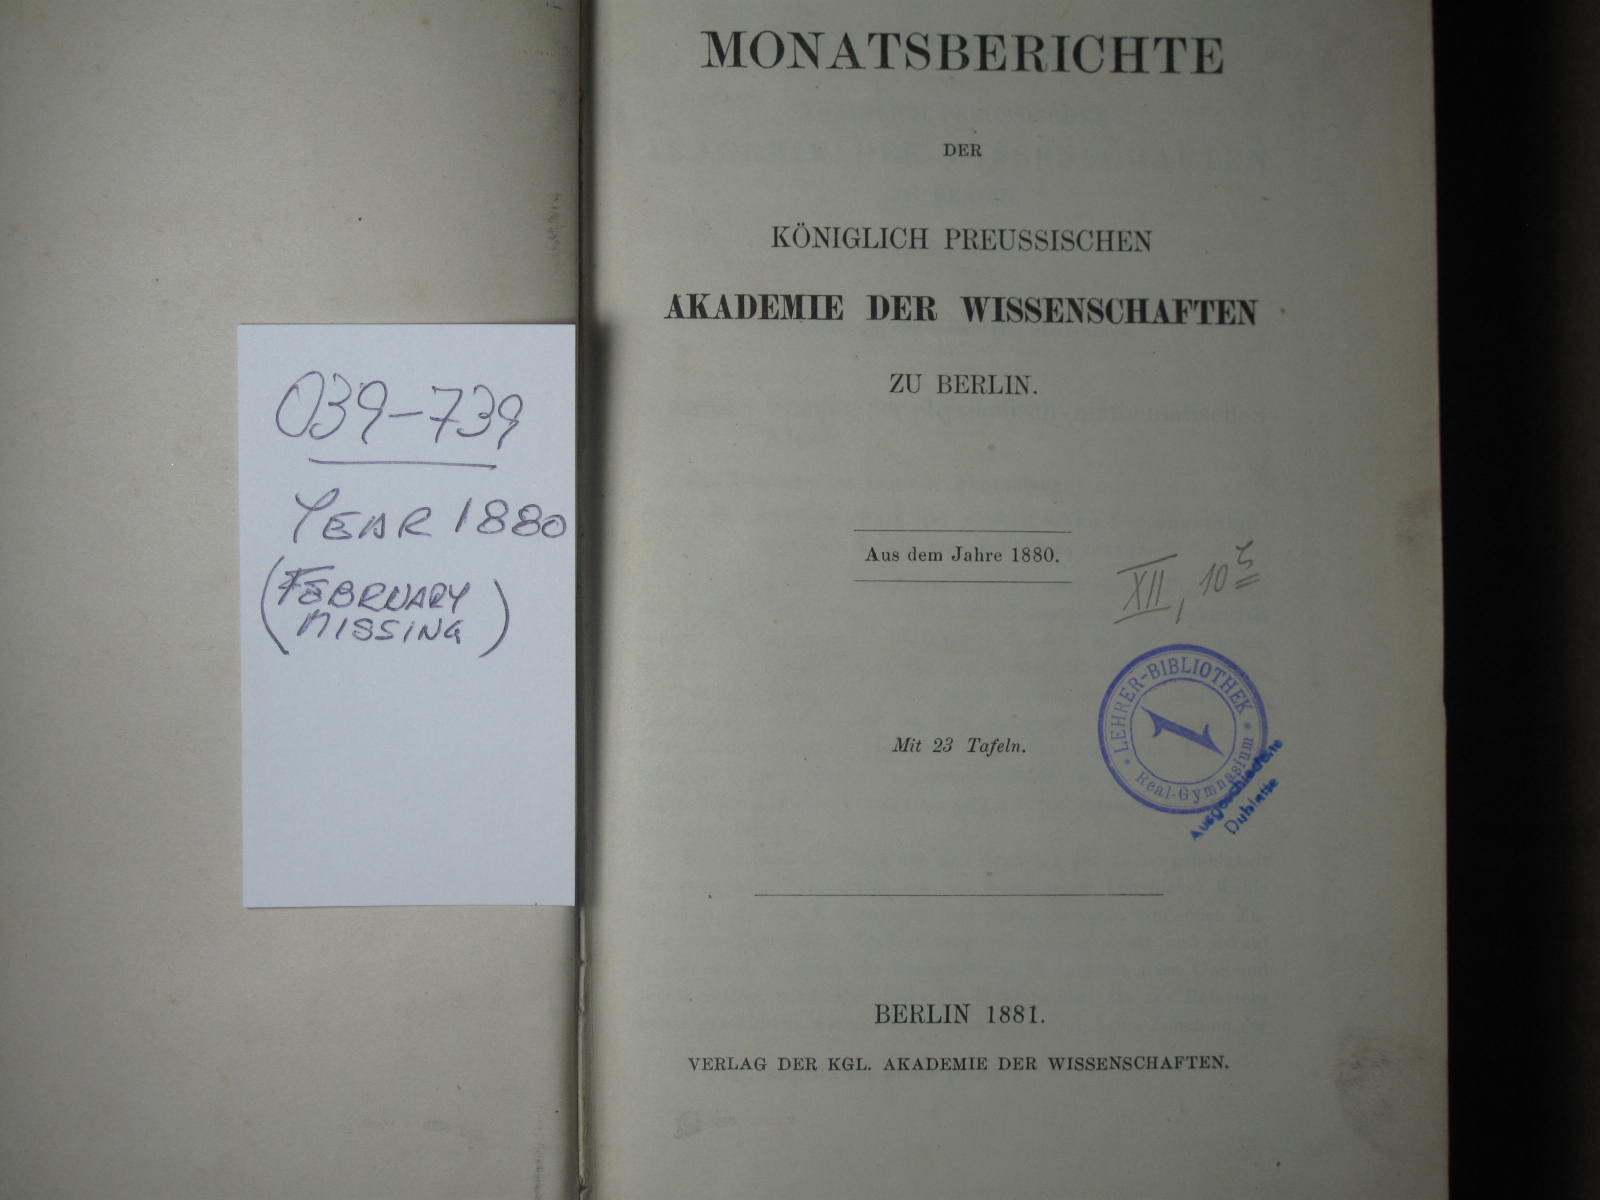 039-739
YEAR 1880
(FEBRUARY
MISSING)
MONATSBERICHTE
DER
KÖNIGLICH PREUSSISCHEN
AKADEMIE DER WISSENSCHAFTEN
ZU BERLIN.
Aus dem Jahre 1880.
XII, 10
Mit 23 Tafeln.
LEHRER-BIBLIOTHEK
Real-Gymnasium
Ausgeschiedene
Dublette
BERLIN 1881.
VERLAG DER KGL. AKADEMIE DER WISSENSCHAFTEN.